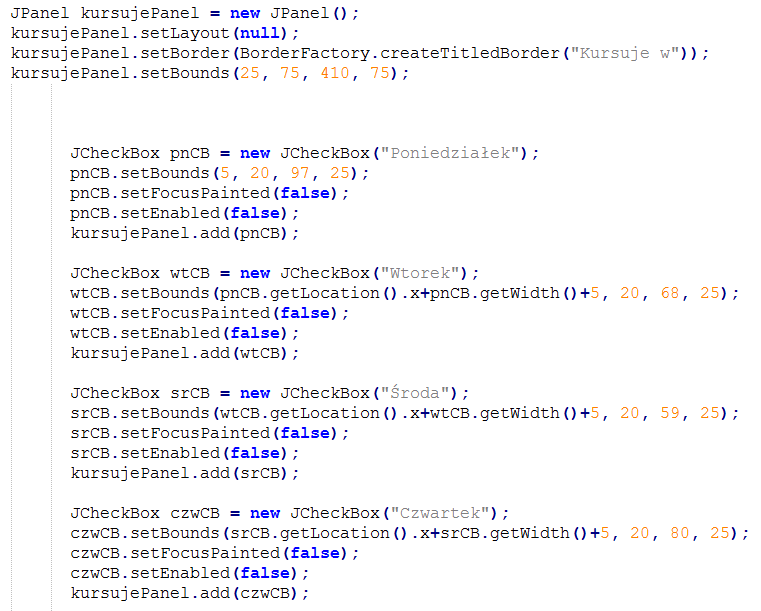 JPanel kursujePanel = new JPanel();
kursujePanel.setLayout(null);
kursujePanel.setBorder(BorderFactory.createTitledBorder("Kursuje w"));
kursujePanel.setBounds(25, 75, 410, 75);
JCheckBox pnCB = new JCheckBox("Poniedziałek");
pnCB.setBounds(5, 20, 97, 25);
pnCB.setFocusPainted(false);
pnCB.setEnabled(false);
kursujePanel.add(pnCB);
JCheckBox wtCB = new JCheckBox("Wtorek");
wtCB.setBounds(pnCB.getLocation().x+pnCB.getWidth()+5, 20, 68, 25);
wtCB.setFocusPainted(false);
wtCB.setEnabled(false);
kursujePanel.add(wtCB);
JCheckBox srCB = new JCheckBox("Środa");
srCB.setBounds(wtCB.getLocation().x+wtCB.getWidth()+5, 20, 59, 25);
srCB.setFocusPainted(false);
srCB.setEnabled(false);
kursujePanel.add(srCB);
JCheckBox czwCB = new JCheckBox("Czwartek");
czwCB.setBounds(srCB.getLocation().x+srCB.getWidth()+5, 20, 80, 25);
czwCB.setFocusPainted(false);
czwCB.setEnabled(false);
kursujePanel.add(czwCB);